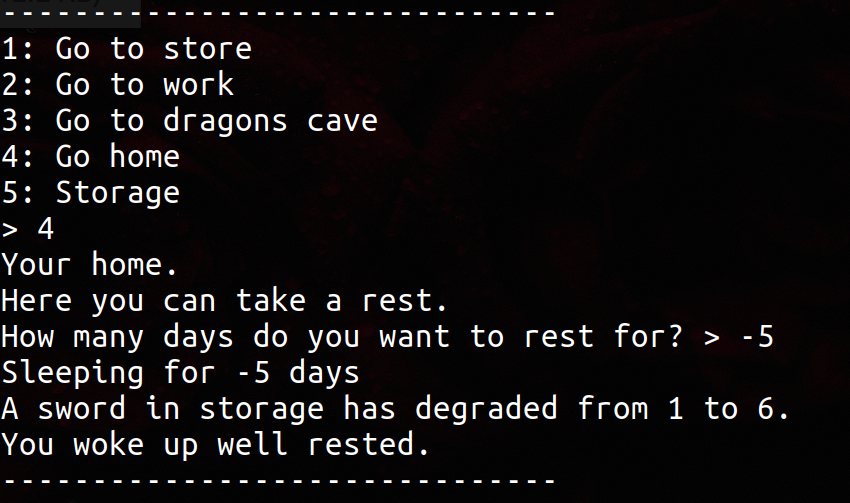 -------------------------------
1: Go to store
2: Go to work
3: Go to dragons cave
4: Go home
5: Storage
> 4
Your home.
Here you can take a rest.
How many days do you want to rest for? > -5
Sleeping for -5 days
A sword in storage has degraded from 1 to 6.
You woke up well rested.
-------------------------------